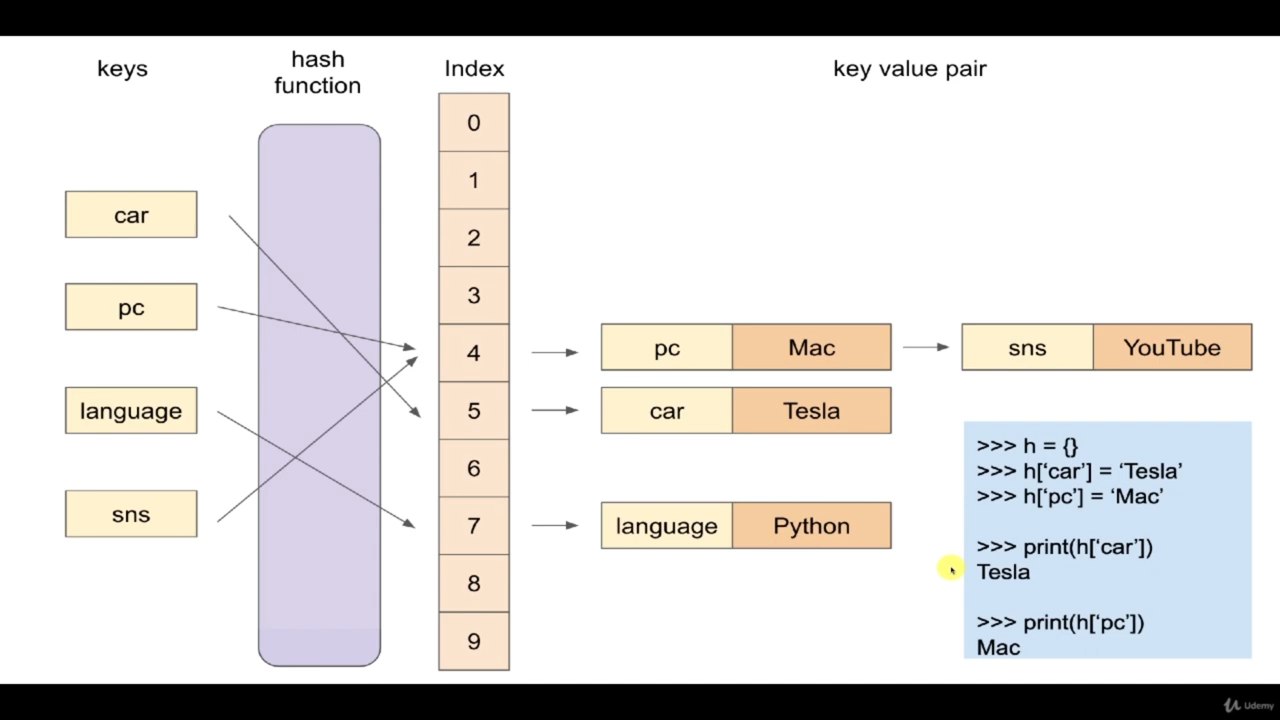 keys
hash
function
Index
key value pair
0
1
2
3
4
5
6
7
8
9
car
pc
language
sns
pc Mac
sns YouTube
car Tesla
language Python
>>> h = {}
>>> h[‘car’] = ‘Tesla’
>>> h[‘pc’] = ‘Mac’
>>> print(h[‘car’])
Tesla
>>> print(h[‘pc’])
Mac
Udemy